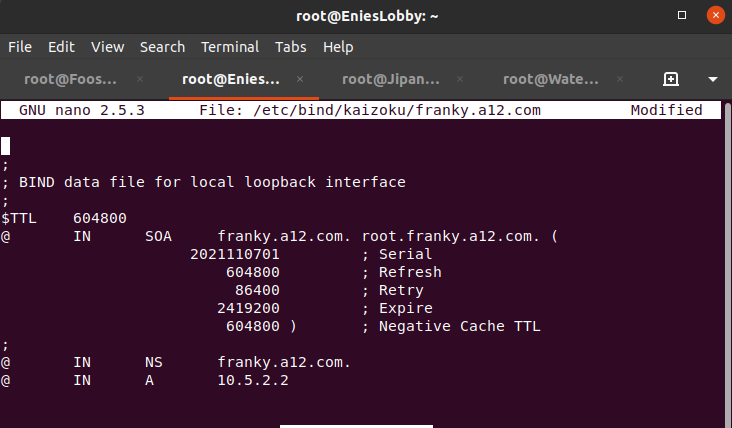 root@EniesLobby: ~
File Edit View Search Terminal Tabs Help
root@Foos... × root@Enies... × root@Jipan... × root@Wate... ×
GNU nano 2.5.3 File: /etc/bind/kaizoku/franky.a12.com Modified
;
; BIND data file for local loopback interface
;
$TTL 604800
@ IN SOA franky.a12.com. root.franky.a12.com. (
2021110701 ; Serial
604800 ; Refresh
86400 ; Retry
2419200 ; Expire
604800 ) ; Negative Cache TTL
;
@ IN NS franky.a12.com.
@ IN A 10.5.2.2